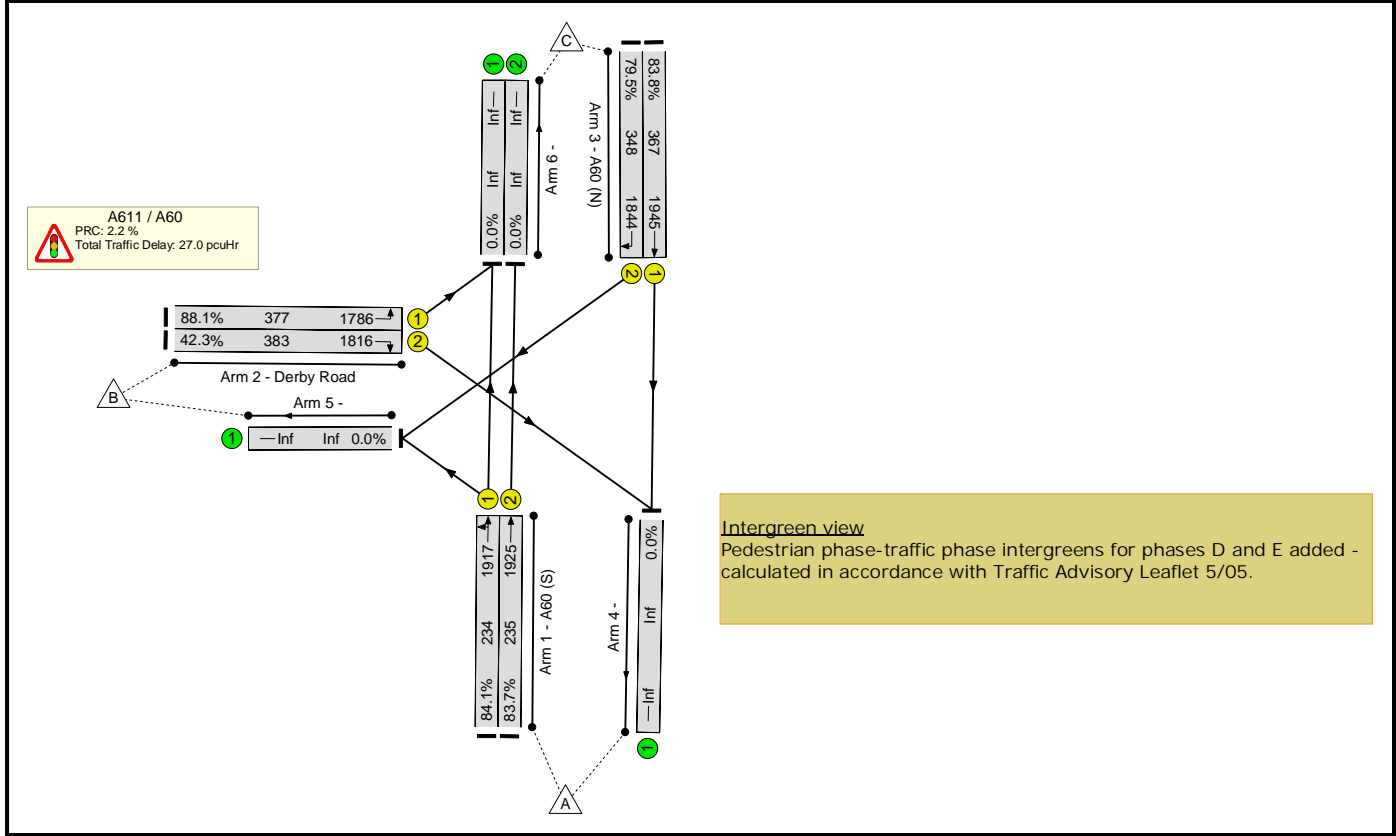 C
1
2
Inf
Inf
0.0%
Inf
Inf
0.0%
Arm 6 -
Arm 3 - A60 (N)
79.5% 348 1844
83.8% 367 1945
2
1
A611 / A60
PRC: 2.2 %
Total Traffic Delay: 27.0 pcuHr
88.1% 377 1786
1
42.3% 383 1816
2
Arm 2 - Derby Road
B
Arm 5 -
1
Inf Inf 0.0%
1
2
84.1% 234 1917
83.7% 235 1925
Arm 1 - A60 (S)
Arm 4 -
Inf Inf 0.0%
1
A
Intergreen view
Pedestrian phase-traffic phase intergreens for phases D and E added -
calculated in accordance with Traffic Advisory Leaflet 5/05.